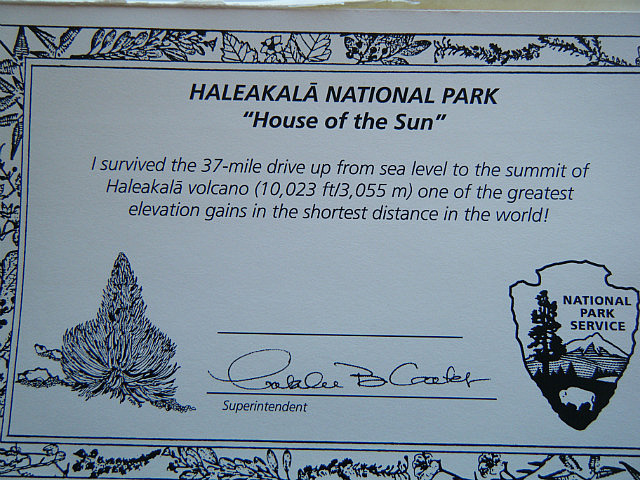 HALEAKALĀ NATIONAL PARK
"House of the Sun"
I survived the 37-mile drive up from sea level to the summit of
Haleakalā volcano (10,023 ft/3,055 m) one of the greatest
elevation gains in the shortest distance in the world!
NATIONAL
PARK
SERVICE
Superintendent